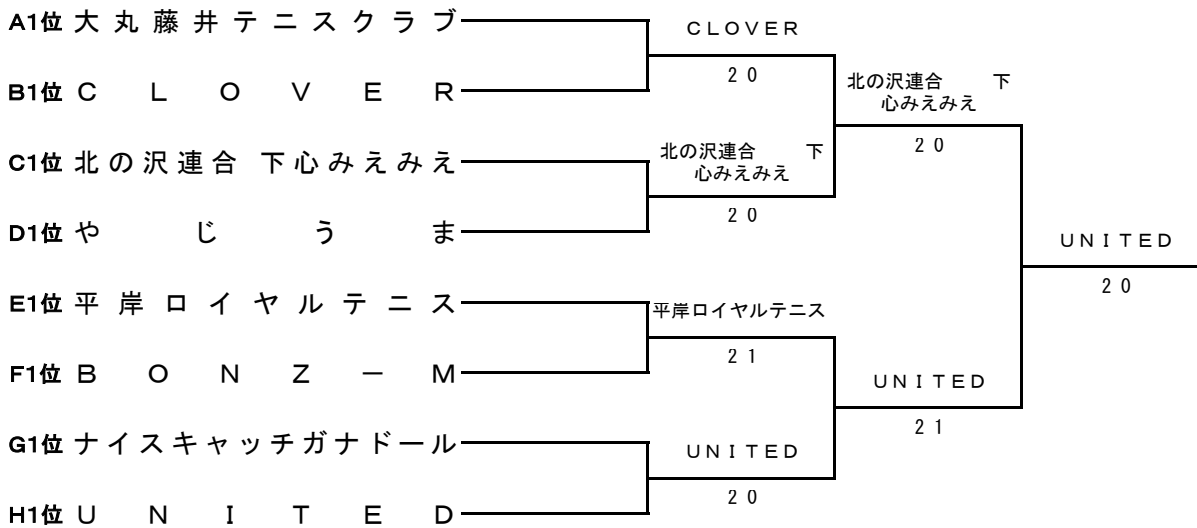 A1位 大丸藤井テニスクラブ
CLOVER
20
B1位 CLOVER
北の沢連合 下
心みえみえ
20
C1位 北の沢連合 下心みえみえ
北の沢連合 下
心みえみえ
20
D1位 やじうま
UNITED
20
E1位 平岸ロイヤルテニス
平岸ロイヤルテニス
21
F1位 BONZ－M
UNITED
21
G1位 ナイスキャッチガナドール
UNITED
20
H1位 UNITED